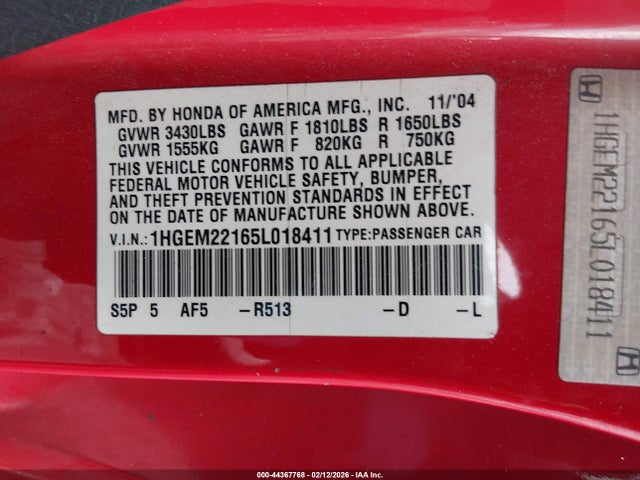 MFD. BY HONDA OF AMERICA MFG., INC. 11/'04
GVWR 3430LBS GAWR F 1810LBS R 1650LBS
GVWR 1555KG GAWR F 820KG R 750KG
THIS VEHICLE CONFORMS TO ALL APPLICABLE
FEDERAL MOTOR VEHICLE SAFETY, BUMPER,
AND THEFT PREVENTION STANDARDS IN EFFECT
ON THE DATE OF MANUFACTURE SHOWN ABOVE.
V.I.N.: 1HGEM22165L018411 TYPE: PASSENGER CAR
S5P 5 AF5 -R513 -D -L
1HGEM22165L018411
000-44367768 - 02/12/2026 - IAA Inc.